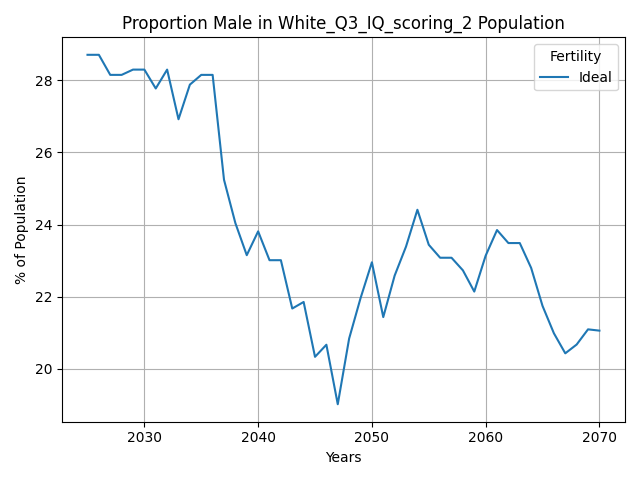 Proportion Male in White_Q3_IQ_scoring_2 Population
Fertility
Ideal
% of Population
28
26
24
22
20
2030
2040
2050
2060
2070
Years